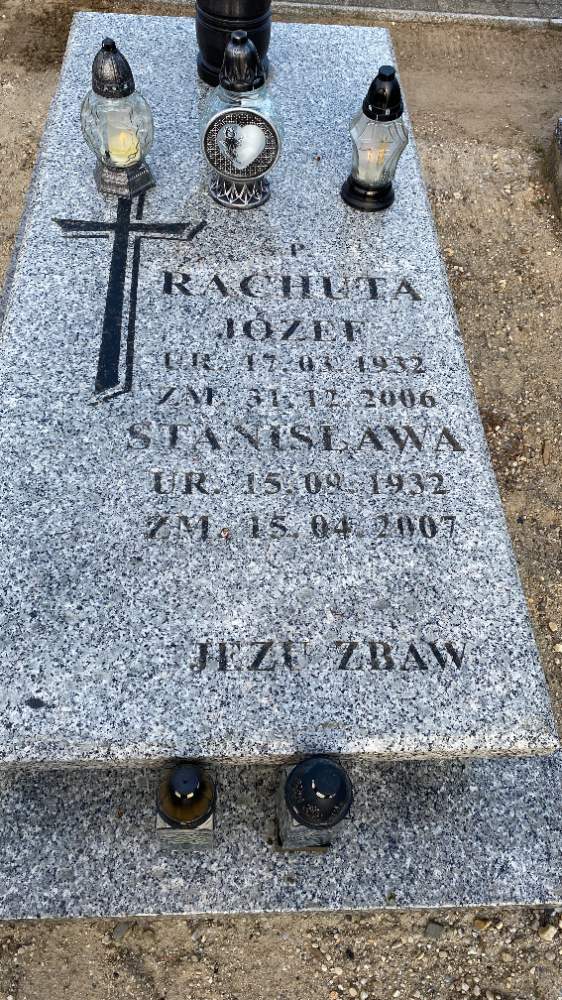 Ś P.
RACHUTA
JÓZEF
UR. 17.03.1932
ZM. 31.12.2006
STANISŁAWA
UR. 15.09.1932
ZM. 15.04.2007
JEZU ZBAW